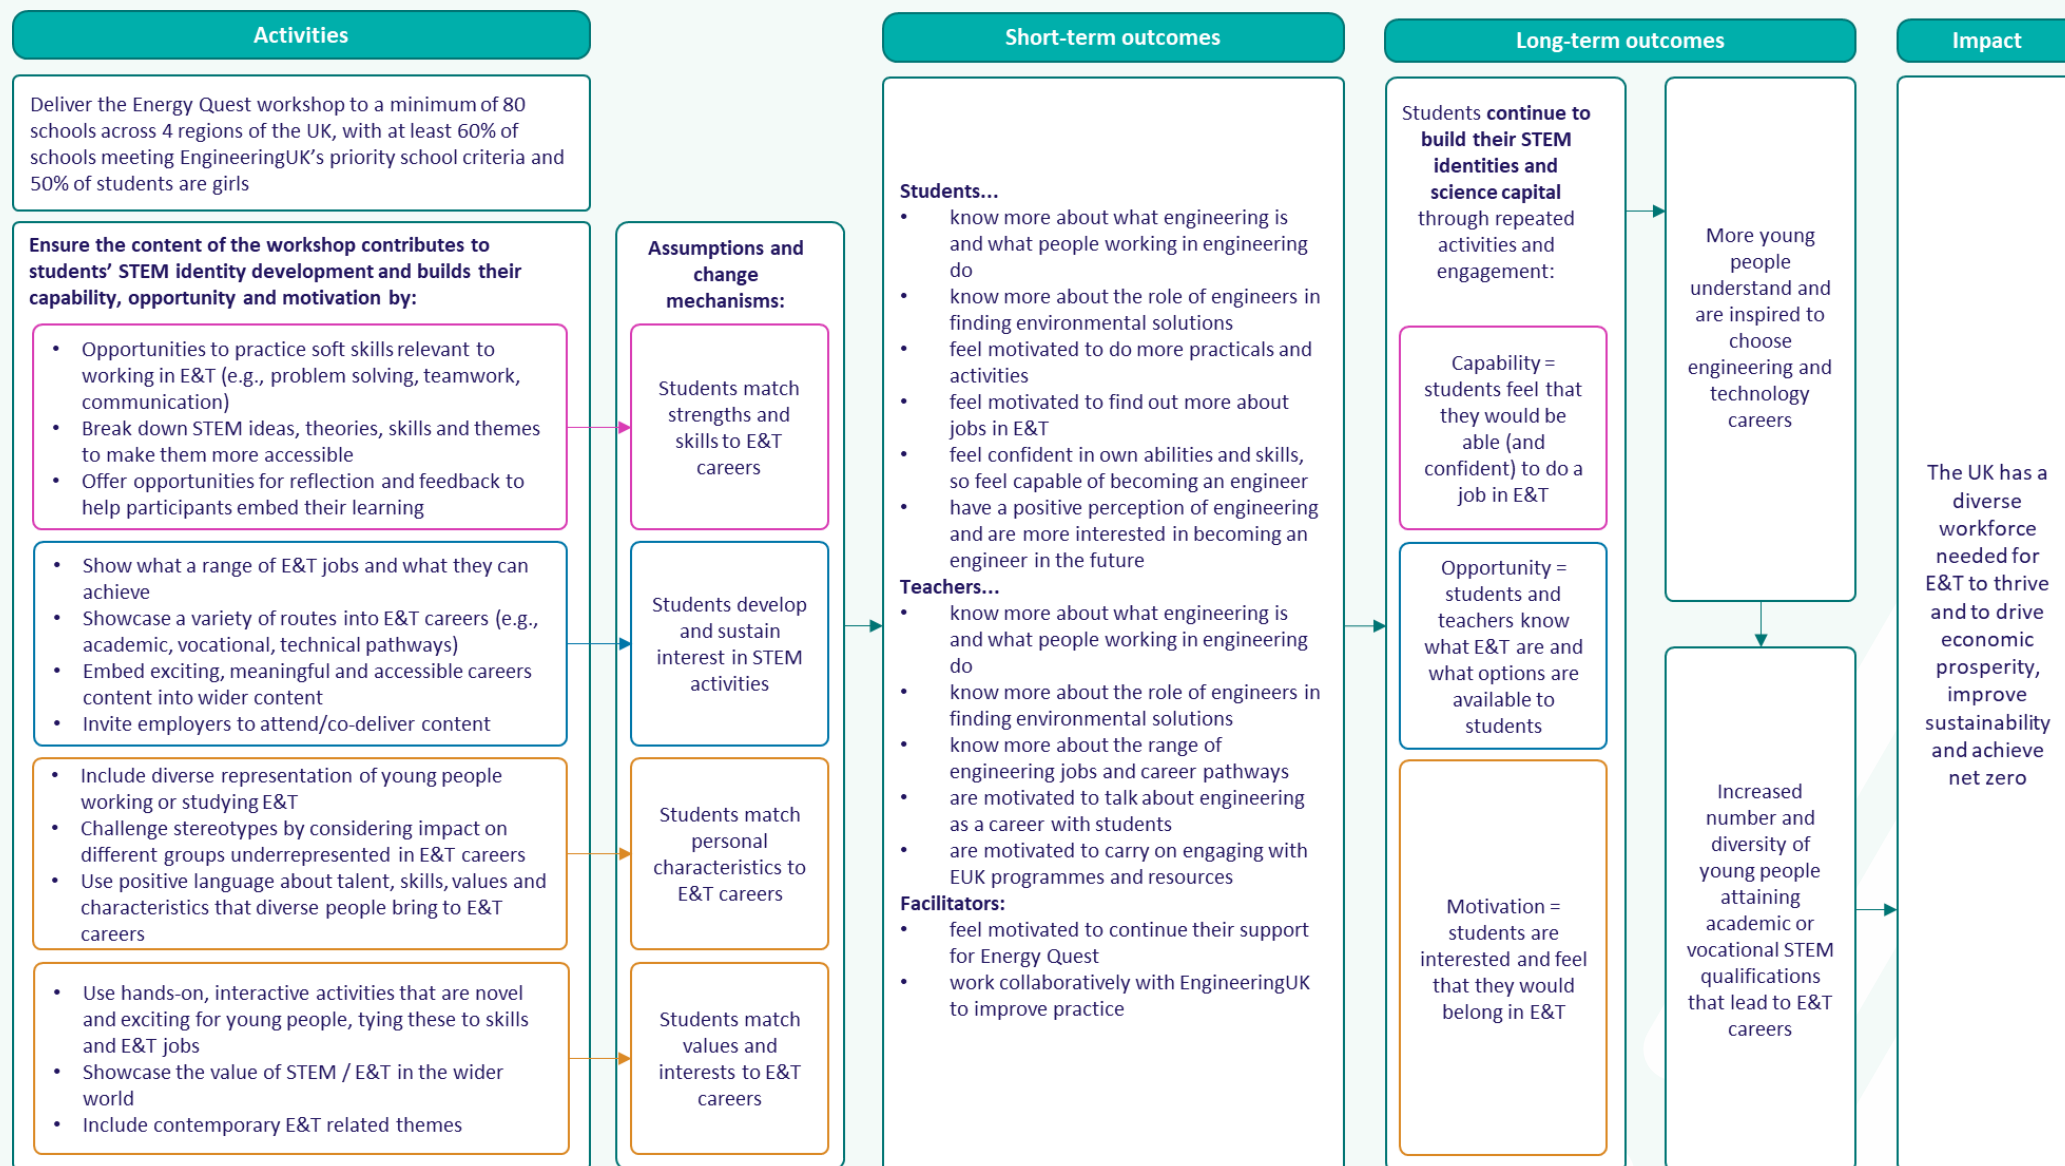 Activities
Deliver the Energy Quest workshop to a minimum of 80
schools across 4 regions of the UK, with at least 60% of
schools meeting EngineeringUK's priority school criteria and
50% of students are girls
Ensure the content of the workshop contributes to
students' STEM identity development and builds their
capability, opportunity and motivation by:
• Opportunities to practice soft skills relevant to
working in E&T (e.g., problem solving, teamwork,
communication)
• Break down STEM ideas, theories, skills and themes
to make them more accessible
• Offer opportunities for reflection and feedback to
help participants embed their learning
• Show what a range of E&T jobs and what they can
achieve
• Showcase a variety of routes into E&T careers (e.g.,
academic, vocational, technical pathways)
• Embed exciting, meaningful and accessible careers
content into wider content
• Invite employers to attend/co-deliver content
• Include diverse representation of young people
working or studying E&T
• Challenge stereotypes by considering impact on
different groups underrepresented in E&T careers
• Use positive language about talent, skills, values and
characteristics that diverse people bring to E&T
careers
• Use hands-on, interactive activities that are novel
and exciting for young people, tying these to skills
and E&T jobs
• Showcase the value of STEM / E&T in the wider
world
• Include contemporary E&T related themes
Assumptions and
change
mechanisms:
Students match
strengths and
skills to E&T
careers
Students develop
and sustain
interest in STEM
activities
Students match
personal
characteristics to
E&T careers
Students match
values and
interests to E&T
careers
Short-term outcomes
Students...
• know more about what engineering is
and what people working in engineering
do
• know more about the role of engineers in
finding environmental solutions
• feel motivated to do more practicals and
activities
• feel motivated to find out more about
jobs in E&T
• feel confident in own abilities and skills,
so feel capable of becoming an engineer
• have a positive perception of engineering
and are more interested in becoming an
engineer in the future
Teachers...
• know more about what engineering is
and what people working in engineering
do
• know more about the role of engineers in
finding environmental solutions
• know more about the range of
engineering jobs and career pathways
• are motivated to talk about engineering
as a career with students
• are motivated to carry on engaging with
EUK programmes and resources
Facilitators:
• feel motivated to continue their support
for Energy Quest
• work collaboratively with EngineeringUK
to improve practice
Long-term outcomes
Students continue to
build their STEM
identities and
science capital
through repeated
activities and
engagement:
Capability =
students feel that
they would be
able (and
confident) to do a
job in E&T
Opportunity =
students and
teachers know
what E&T are and
what options are
available to
students
Motivation =
students are
interested and feel
that they would
belong in E&T
More young
people
understand and
are inspired to
choose
engineering and
technology
careers
Increased
number and
diversity of
young people
attaining
academic or
vocational STEM
qualifications
that lead to E&T
careers
Impact
The UK has a
diverse
workforce
needed for
E&T to thrive
and to drive
economic
prosperity,
improve
sustainability
and achieve
net zero